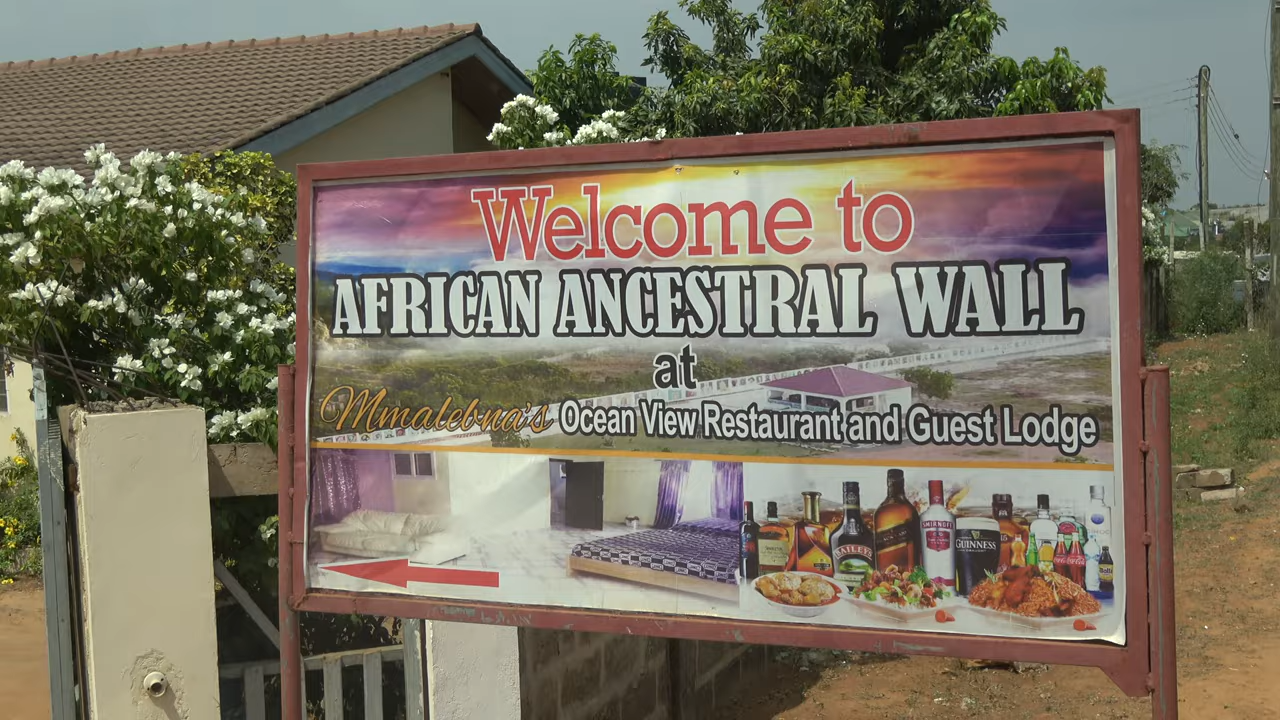 Welcome to
AFRICAN ANCESTRAL WALL
at
Mmalebna's Ocean View Restaurant and Guest Lodge
BAILEYS
SMIRNOFF
GUINNESS